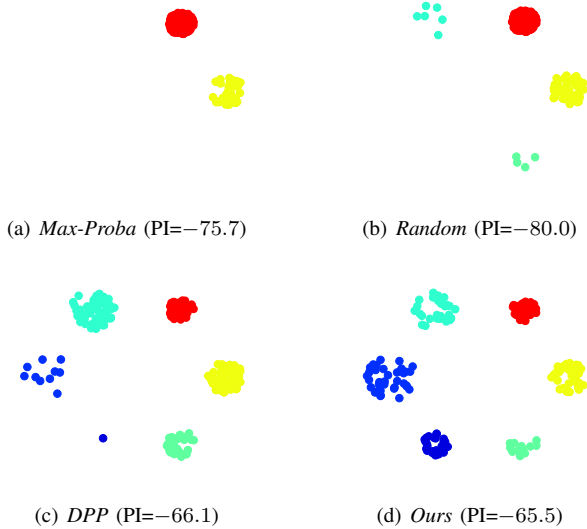 (a) Max-Proba (PI=−75.7)
(b) Random (PI=−80.0)
(c) DPP (PI=−66.1)
(d) Ours (PI=−65.5)